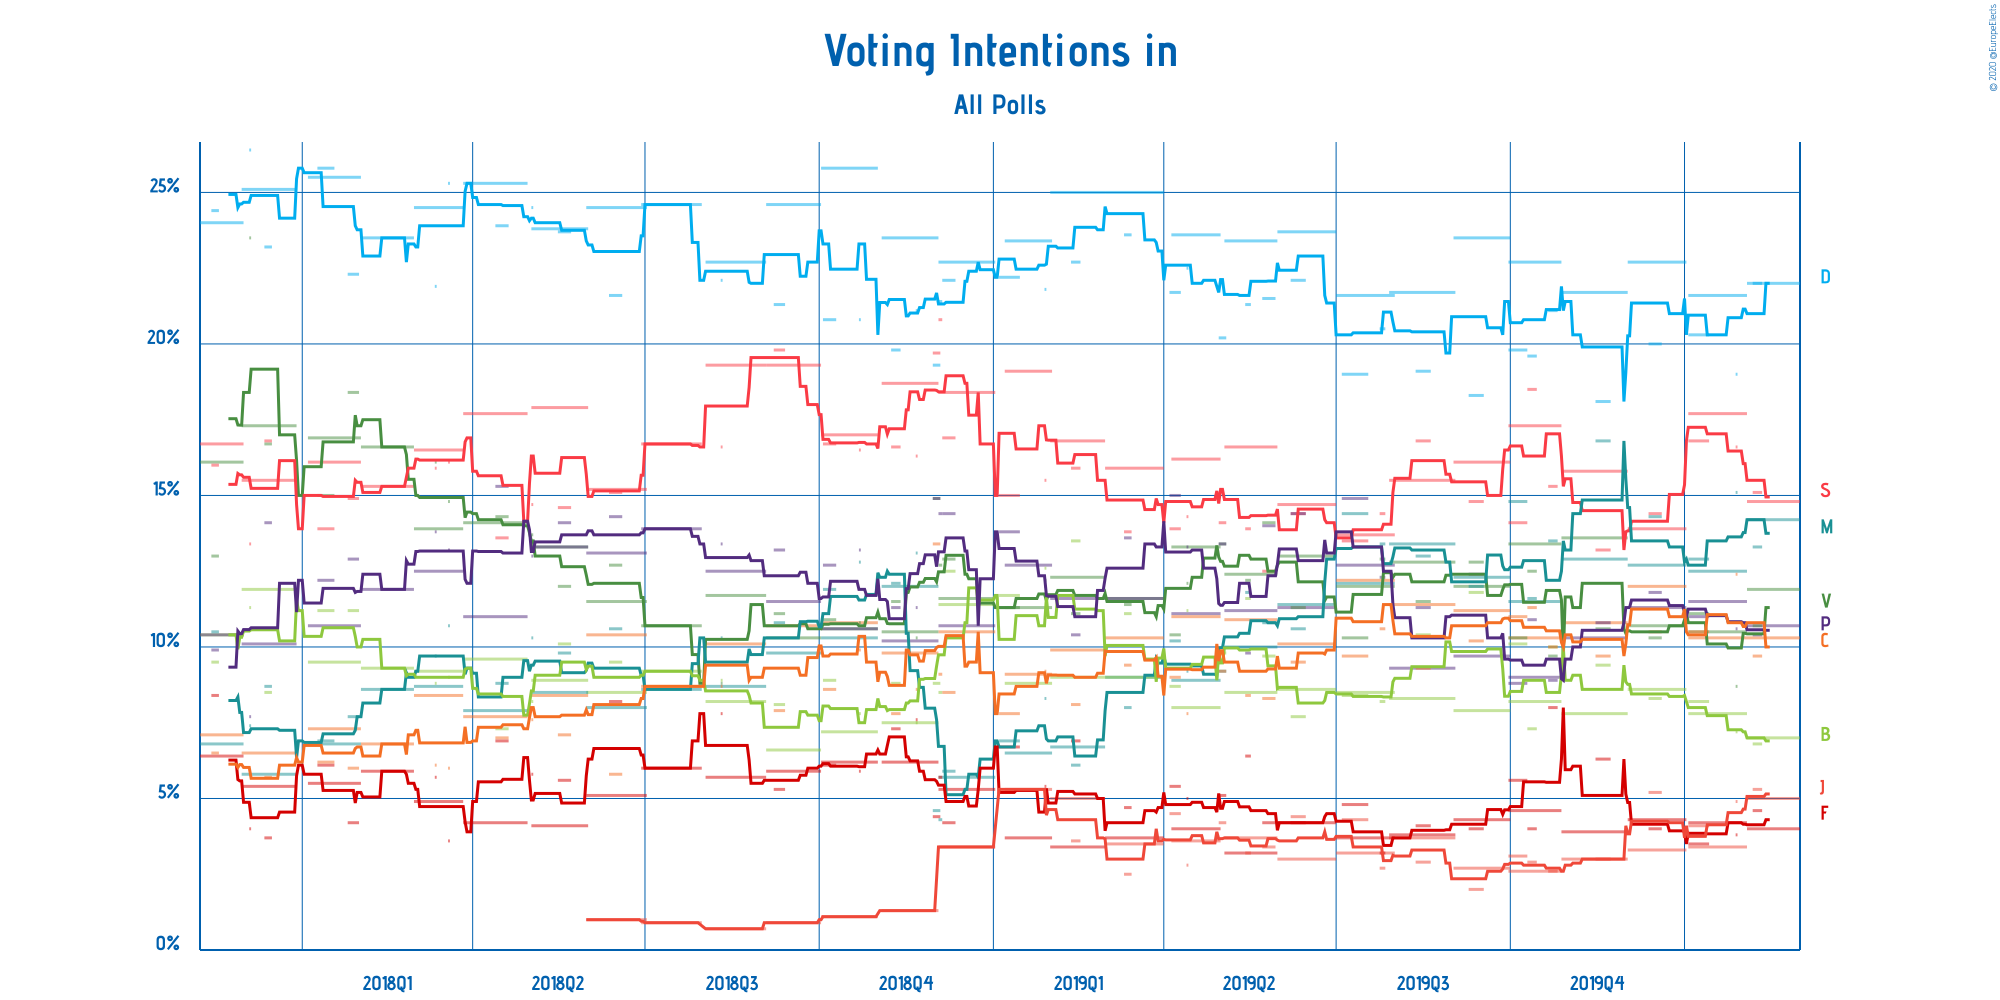 Voting Intentions in
All Polls
© 2020 @EuropeElects
25%
20%
15%
10%
5%
0%
D
S
M
V
P
C
B
J
F
2018Q1 2018Q2 2018Q3 2018Q4 2019Q1 2019Q2 2019Q3 2019Q4